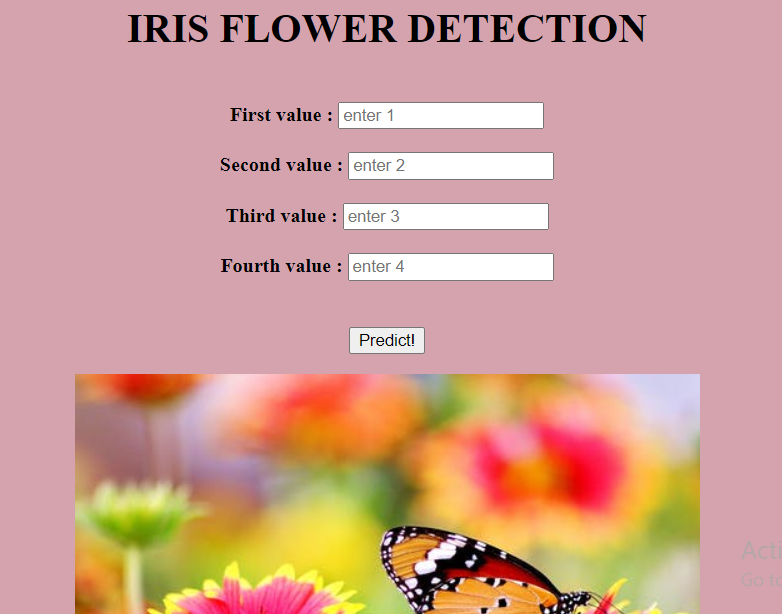 IRIS FLOWER DETECTION
First value : enter 1
Second value : enter 2
Third value : enter 3
Fourth value : enter 4
Predict!
Go to